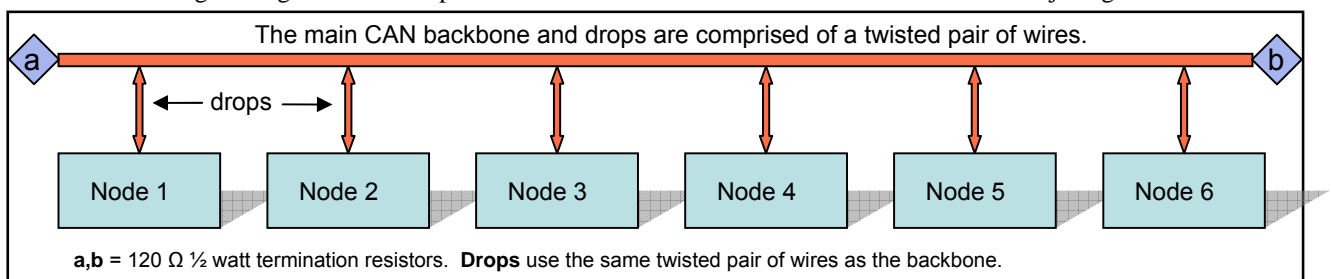 The main CAN backbone and drops are comprised of a twisted pair of wires.
a
b
drops
Node 1
Node 2
Node 3
Node 4
Node 5
Node 6
a,b = 120 Ω ½ watt termination resistors. Drops use the same twisted pair of wires as the backbone.